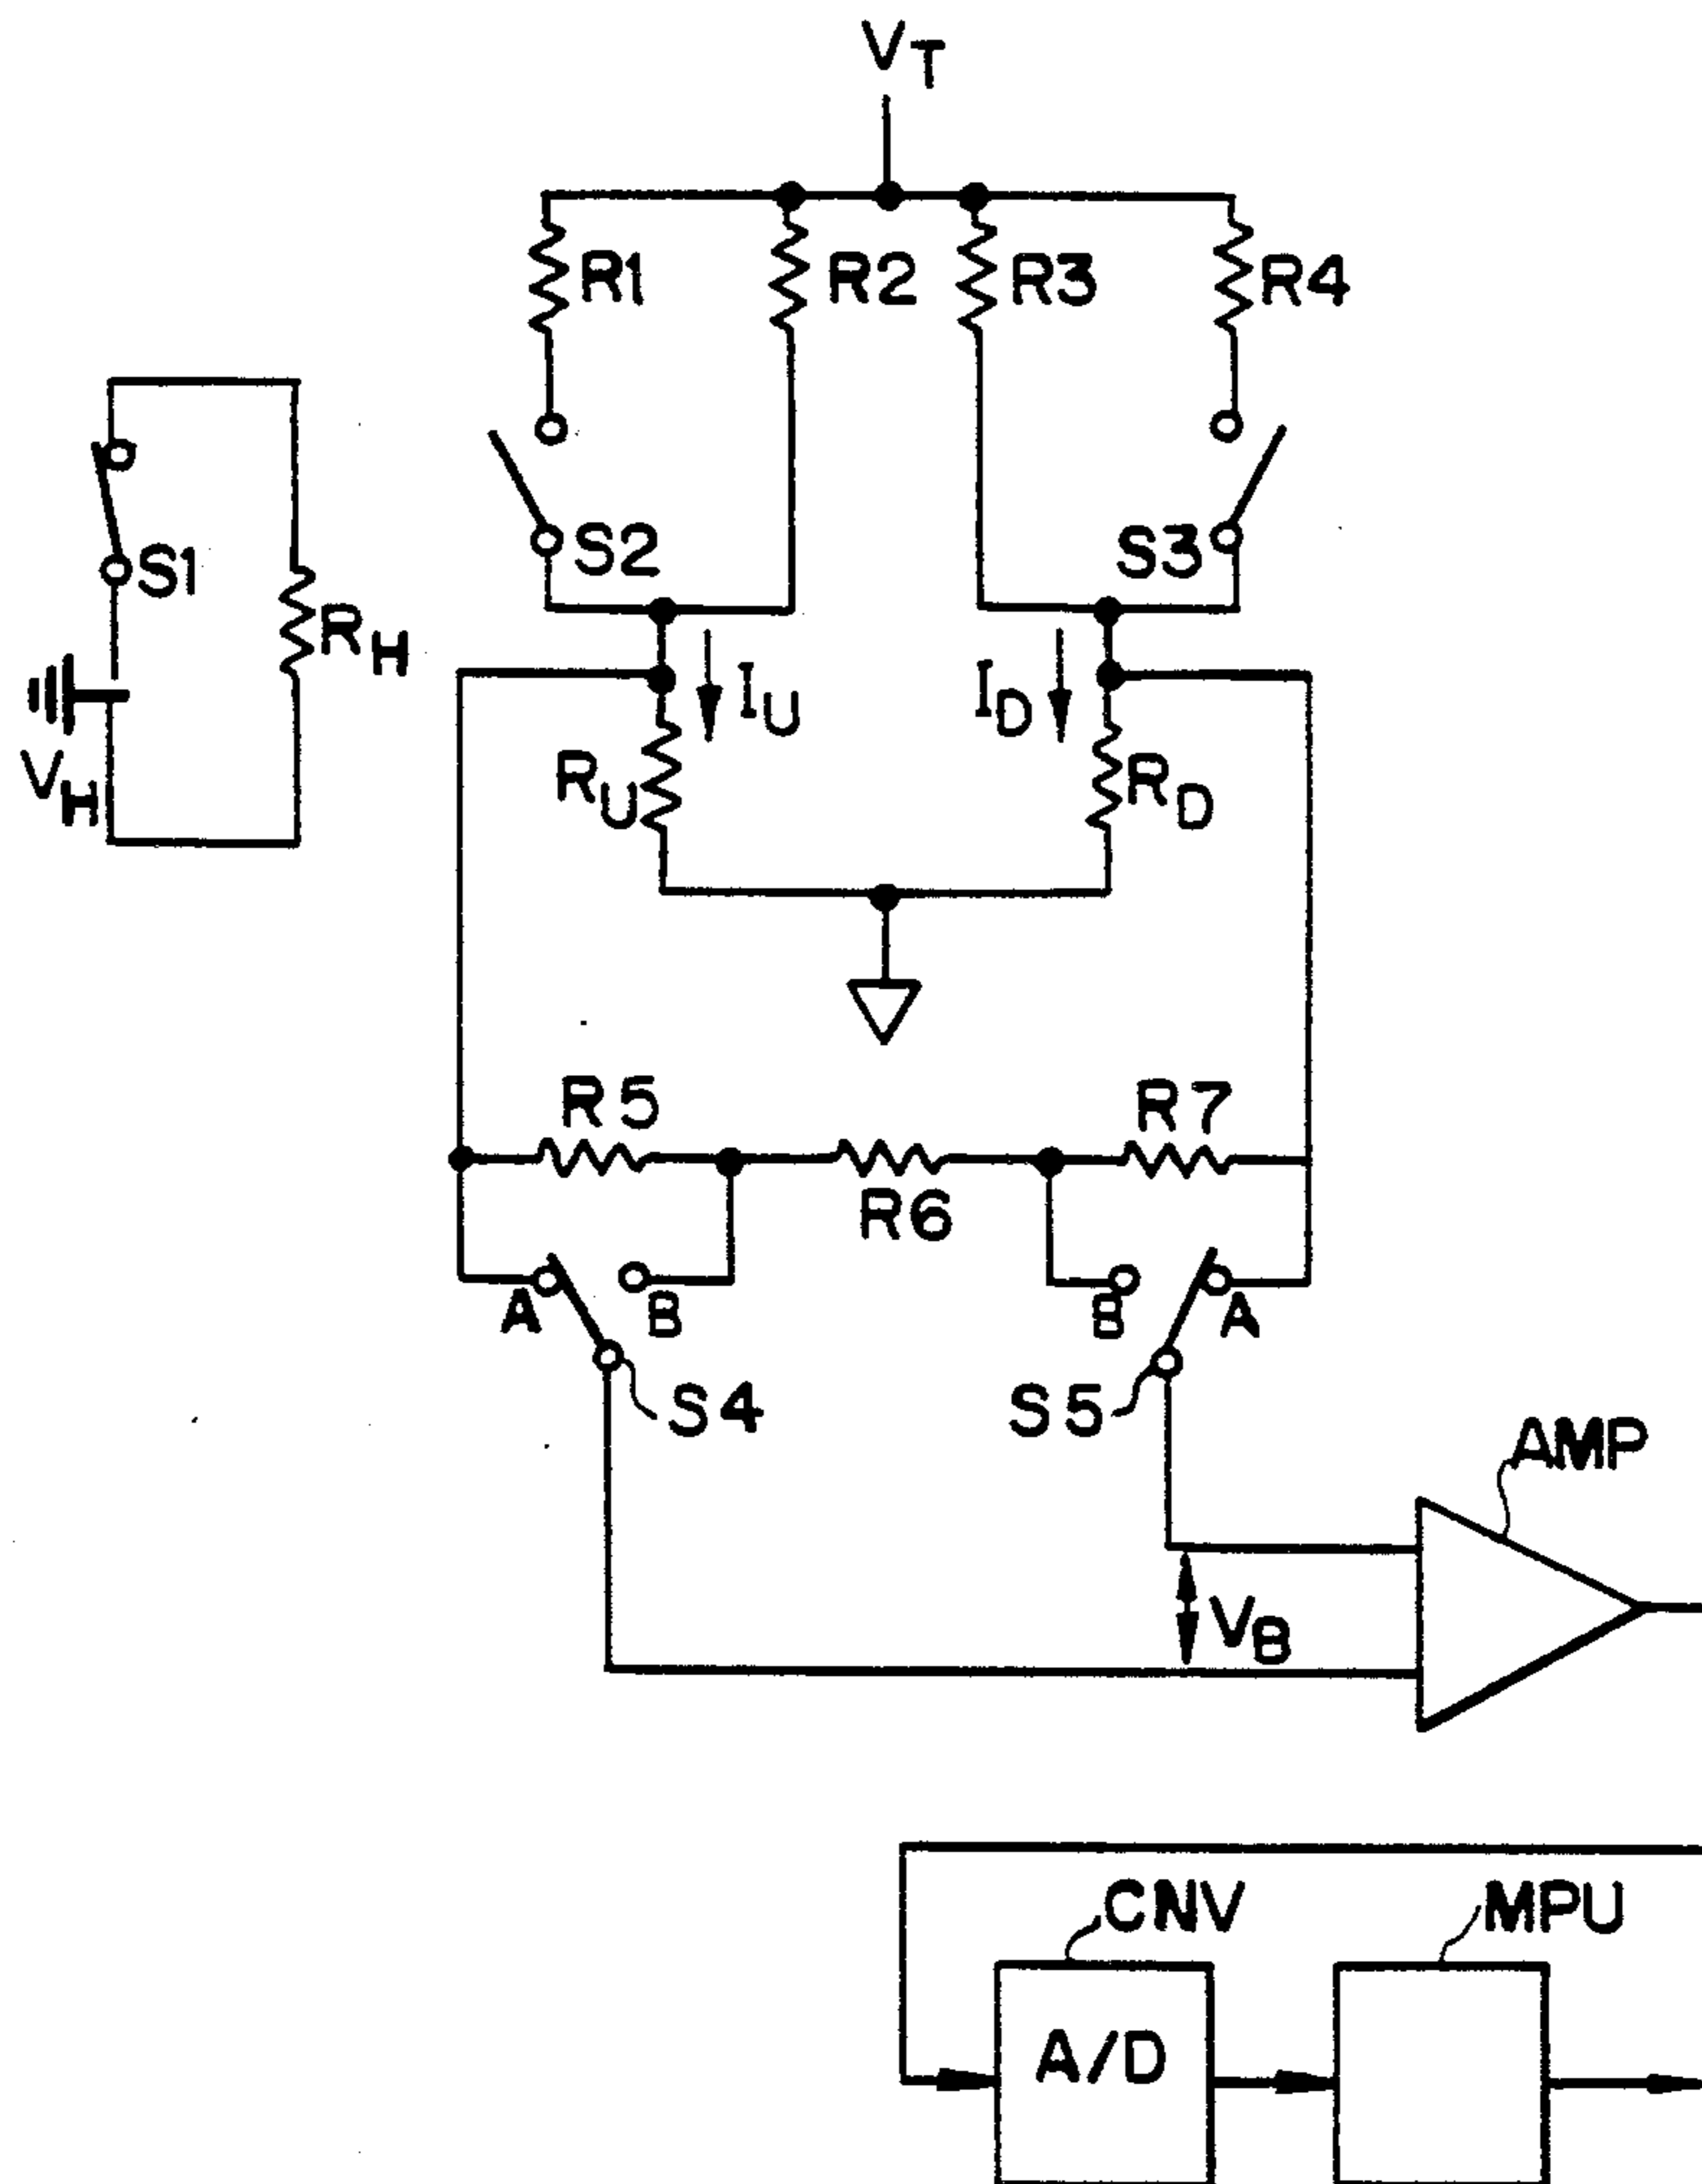 VT
R1 R2 R3 R4
S1 S2 S3
RH
IU ID
VH RU RD
R5 R7
R6
A B B A
S4 S5
AMP
VB
CNV MPU
A/D